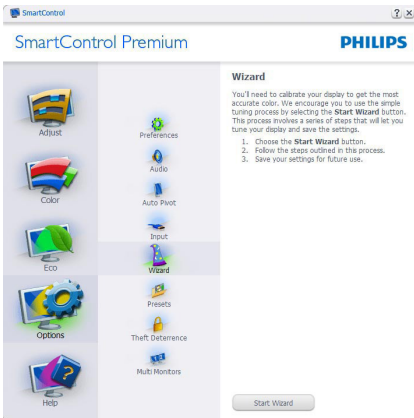 SmartControl
? x
SmartControl Premium
PHILIPS
Adjust
Color
Eco
Options
Help
Preferences
Audio
Auto Pivot
Input
Wizard
Presets
Theft Deterrence
Multi Monitors
Wizard
You'll need to calibrate your display to get the most
accurate color. We encourage you to use the simple
tuning process by selecting the Start Wizard button.
This process involves a series of steps that will let you
tune your display and save the settings.
1. Choose the Start Wizard button.
2. Follow the steps outlined in this process.
3. Save your settings for future use.
Start Wizard